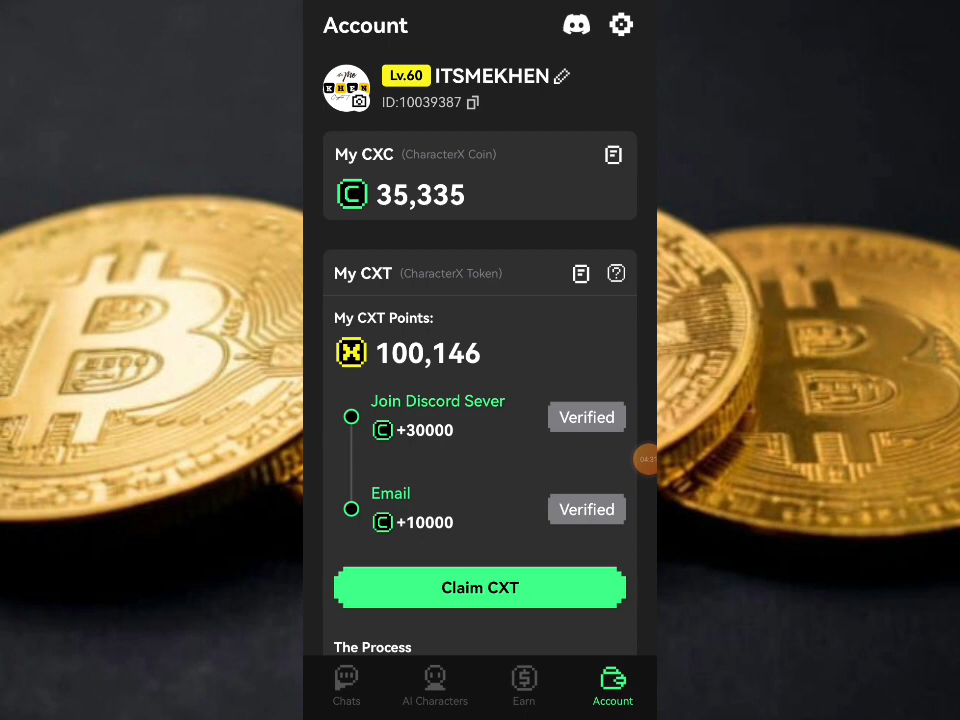 Account
Lv.60 ITSMEKHEN
ID:10039387
My CXC (CharacterX Coin)
35,335
My CXT (CharacterX Token)
My CXT Points:
100,146
Join Discord Sever
+30000
Verified
Email
+10000
Verified
Claim CXT
The Process
Chats
AI Characters
Earn
Account